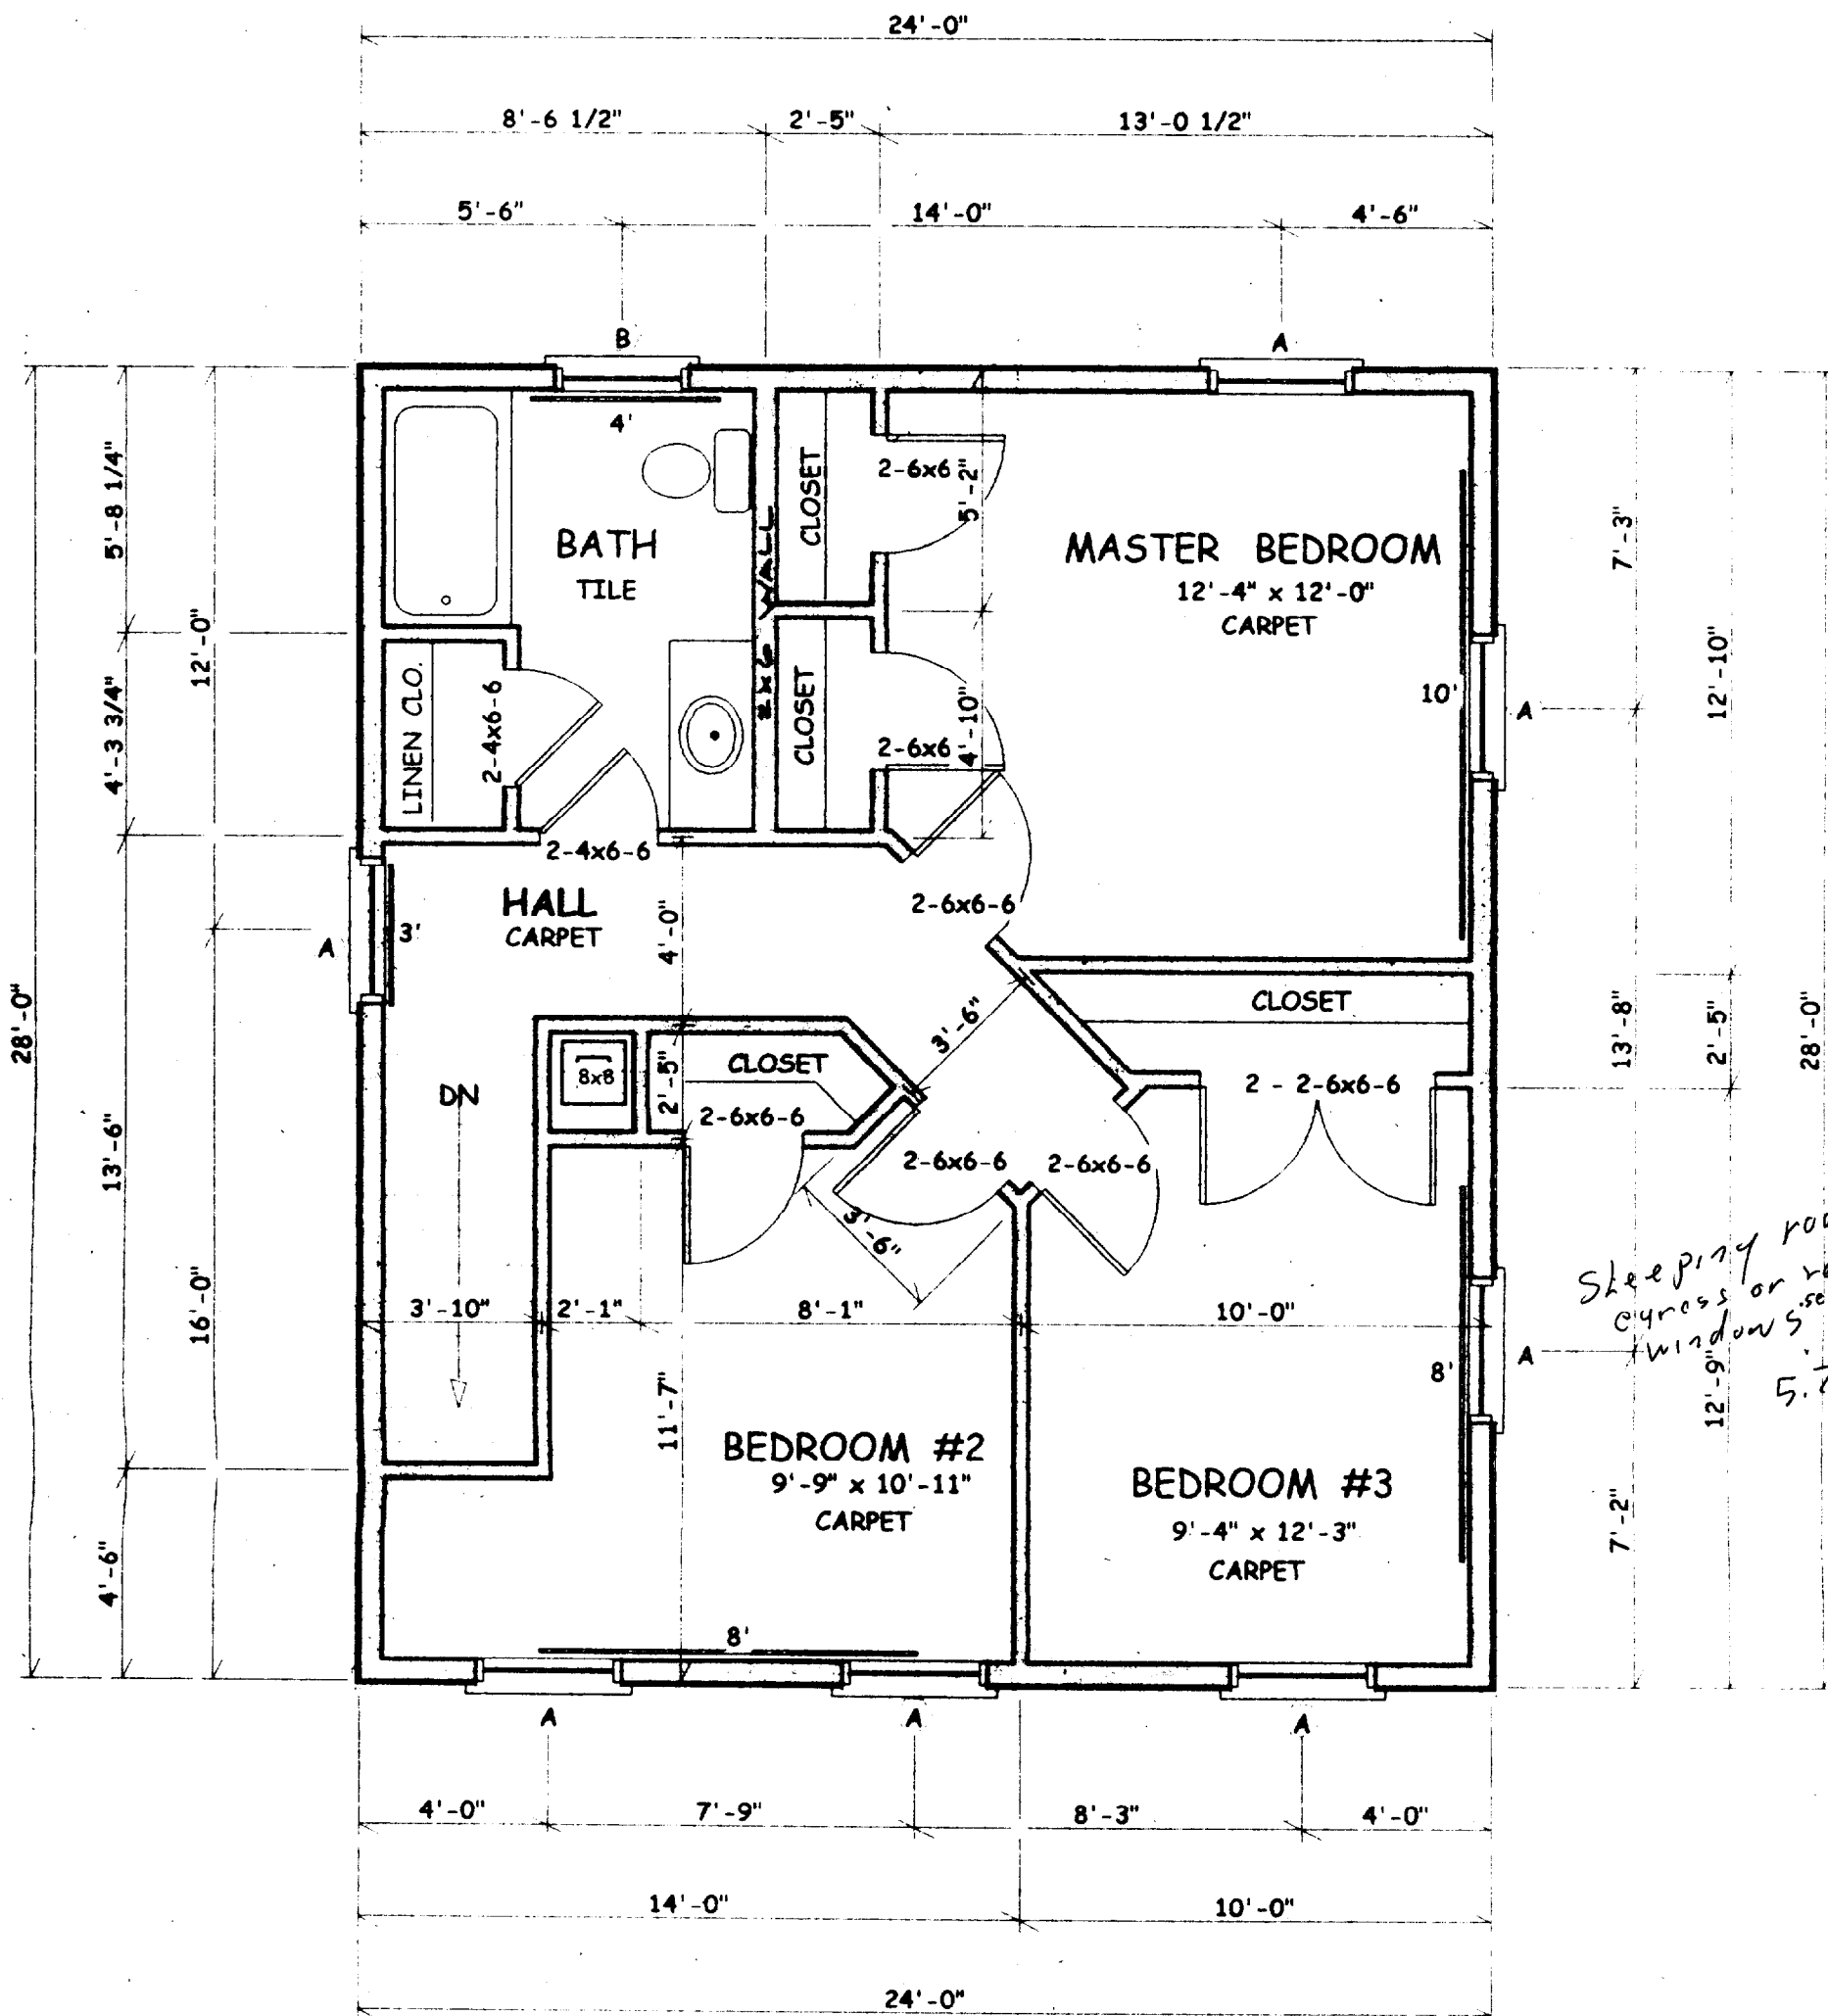 24'-0"
8'-6 1/2" 2'-5" 13'-0 1/2"
5'-6" 14'-0" 4'-6"
B A
4'
CLOSET
2-6x6
5'-2"
5'-8 1/4"
12'-0"
BATH
TILE
2x6 WALL
MASTER BEDROOM
12'-4" x 12'-0"
CARPET
7'-3"
12'-10"
4'-3 3/4"
LINEN CLO.
2-4x6-6
CLOSET
2-6x6
4'-10"
10'
A
2-4x6-6
HALL
CARPET
A
3'
4'-0"
2-6x6-6
28'-0"
3'-6"
CLOSET
13'-8"
2'-5"
28'-0"
8x8
2'-5"
CLOSET
2-6x6-6
2 - 2-6x6-6
DN
13'-6"
2-6x6-6
2-6x6-6
3'-6"
16'-0"
3'-10" 2'-1" 8'-1" 10'-0"
Sleeping
or
window
5.
8'
A
12'-9"
11'-7"
BEDROOM #2
9'-9" x 10'-11"
CARPET
BEDROOM #3
9'-4" x 12'-3"
CARPET
7'-2"
4'-6"
8'
A A A
4'-0" 7'-9" 8'-3" 4'-0"
14'-0" 10'-0"
24'-0"